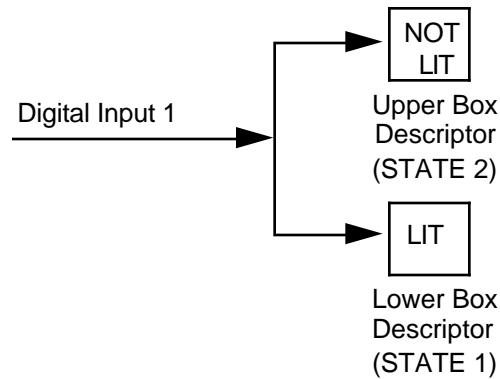 NOT
LIT
Digital Input 1
Upper Box
Descriptor
(STATE 2)
LIT
Lower Box
Descriptor
(STATE 1)